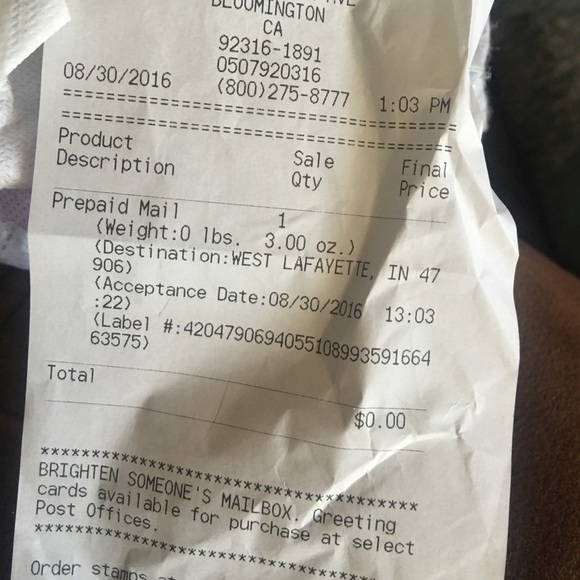 BLOOMINGTON
CA
92316-1891
0507920316
08/30/2016 (800)275-8777 1:03 PM
================================
================================
Product Sale Final
Description Qty Price
Prepaid Mail 1
(Weight:0 lbs. 3.00 oz.)
(Destination:WEST LAFAYETTE, IN 47
906)
(Acceptance Date:08/30/2016 13:03
:22)
(Label #:42047906940551089935916​64
63575)
Total
$0.00
************************************
BRIGHTEN SOMEONE'S MAILBOX. Greeting
cards available for purchase at select
Post Offices.
************************************
Order stamps